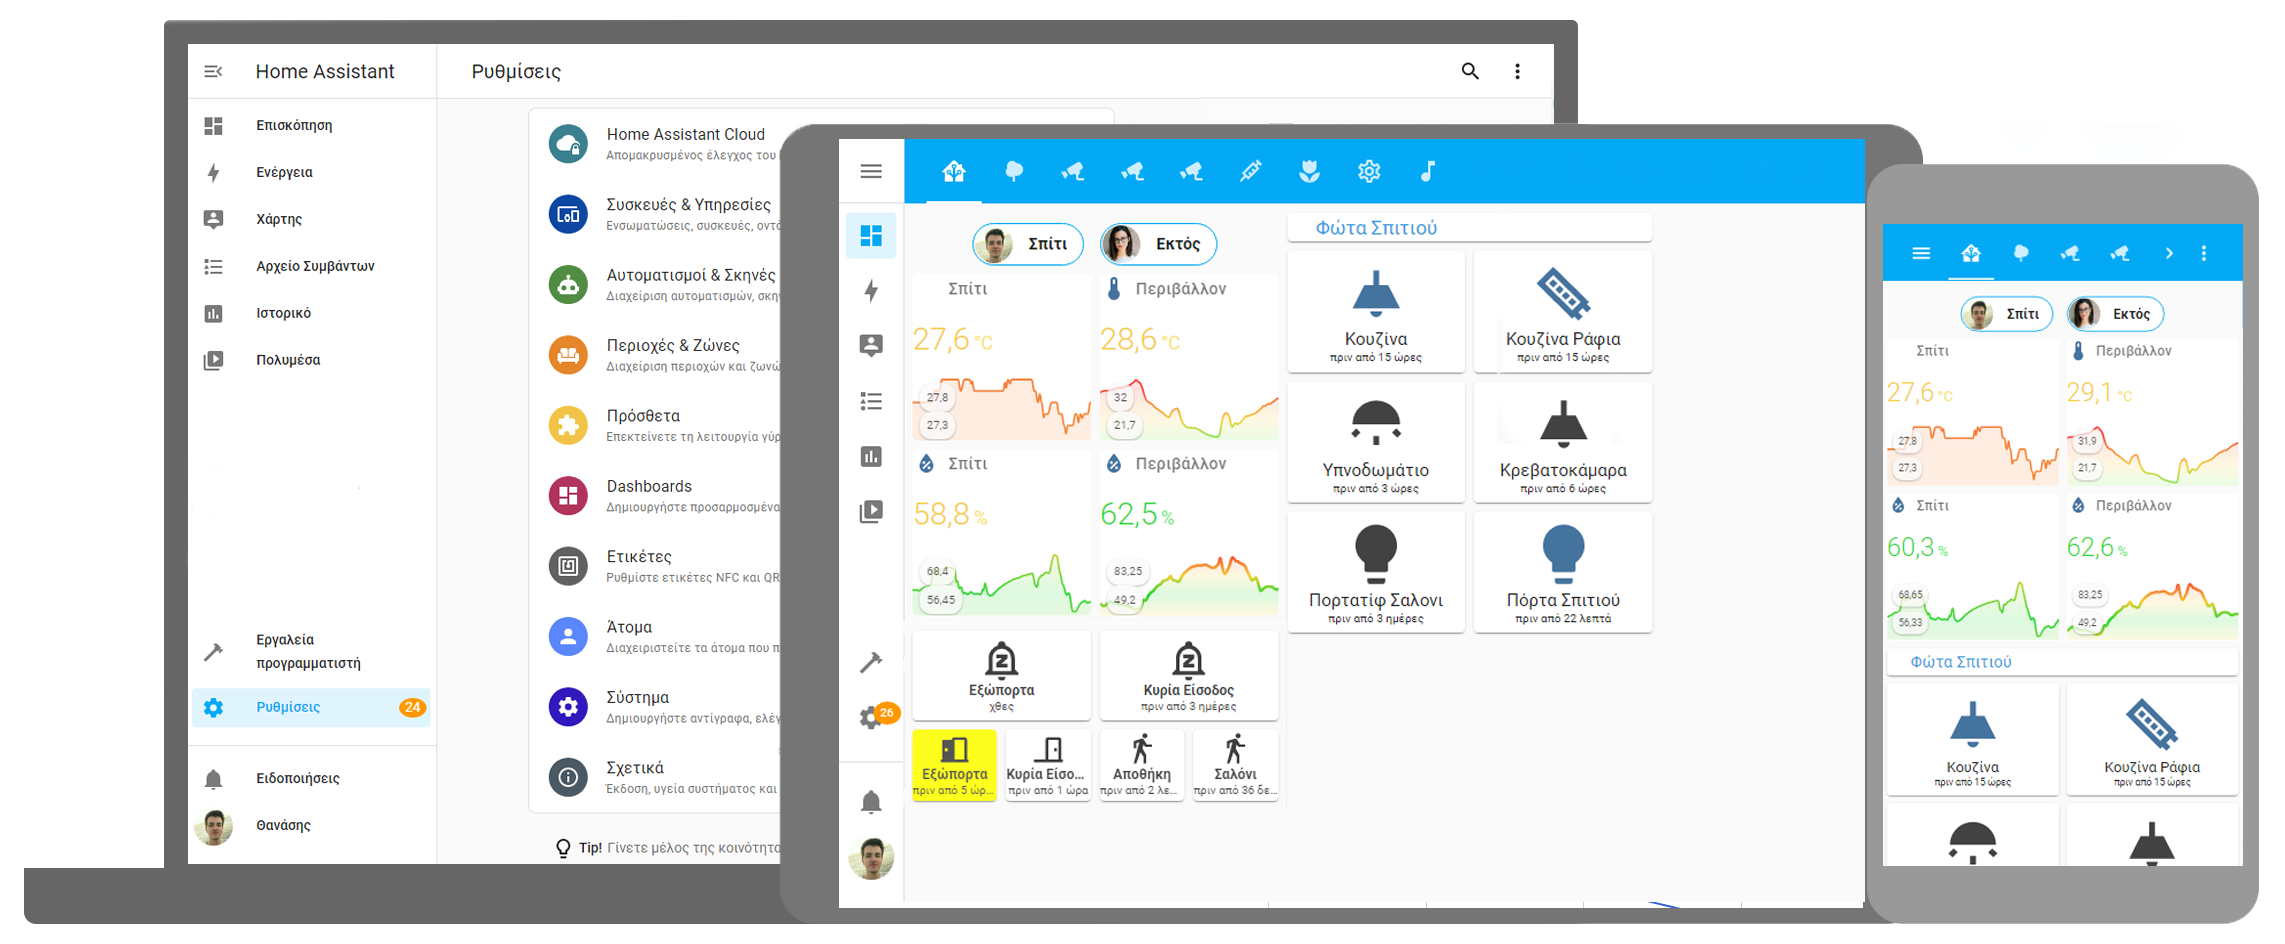 Home Assistant
Ρυθμίσεις
Επισκόπηση
Ενέργεια
Χάρτης
Αρχείο Συμβάντων
Ιστορικό
Πολυμέσα
Εργαλεία
προγραμματιστή
Ρυθμίσεις 24
Ειδοποιήσεις
Θανάσης
Home Assistant Cloud
Απομακρυσμένος έλεγχος του
Συσκευές & Υπηρεσίες
Ενσωματώσεις, συσκευές, οντό
Αυτοματισμοί & Σκηνές
Διαχείριση αυτοματισμών, σκη
Περιοχές & Ζώνες
Διαχείριση περιοχών και ζωνώ
Πρόσθετα
Επεκτείνετε τη λειτουργία γύρ
Dashboards
Δημιουργήστε προσαρμοσμένα
Ετικέτες
Ρυθμίστε ετικέτες NFC και QR
Άτομα
Διαχειριστείτε τα άτομα που π
Σύστημα
Δημιουργήστε αντίγραφα, ελέγ
Σχετικά
Έκδοση, υγεία συστήματος και
Tip! Γίνετε μέλος της κοινότητα
26
Σπίτι Εκτός
Σπίτι Περιβάλλον
27,6 °C 28,6 °C
27,8 32
27,3 21,7
Σπίτι Περιβάλλον
58,8 % 62,5 %
68,4 83,25
56,45 49,2
Εξώπορτα Κυρία Είσοδος
χθες πριν από 3 ημέρες
Εξώπορτα Κυρία Είσο... Αποθήκη Σαλόνι
πριν από 5 ώρ... πριν από 1 ώρα πριν από 2 λε... πριν από 36 δε...
Φώτα Σπιτιού
Κουζίνα Κουζίνα Ράφια
πριν από 15 ώρες πριν από 15 ώρες
Υπνοδωμάτιο Κρεβατοκάμαρα
πριν από 3 ώρες πριν από 6 ώρες
Πορτατίφ Σαλονι Πόρτα Σπιτιού
πριν από 3 ημέρες πριν από 22 λεπτά
Σπίτι Εκτός
Σπίτι Περιβάλλον
27,6 °C 29,1 °C
27,8 31,9
27,3 21,7
Σπίτι Περιβάλλον
60,3 % 62,6 %
68,65 83,25
56,33 49,2
Φώτα Σπιτιού
Κουζίνα Κουζίνα Ράφια
πριν από 15 ώρες πριν από 15 ώρες